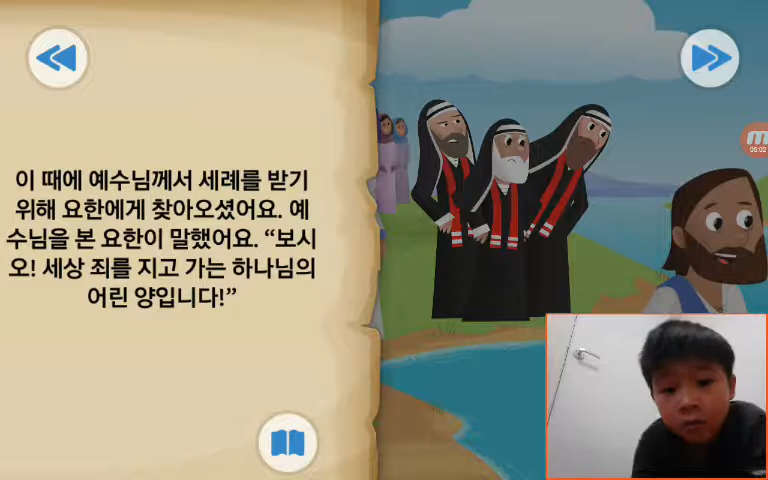 이 때에 예수님께서 세례를 받기
위해 요한에게 찾아오셨어요. 예
수님을 본 요한이 말했어요. “보시
오! 세상 죄를 지고 가는 하나님의
어린 양입니다!”
05:02